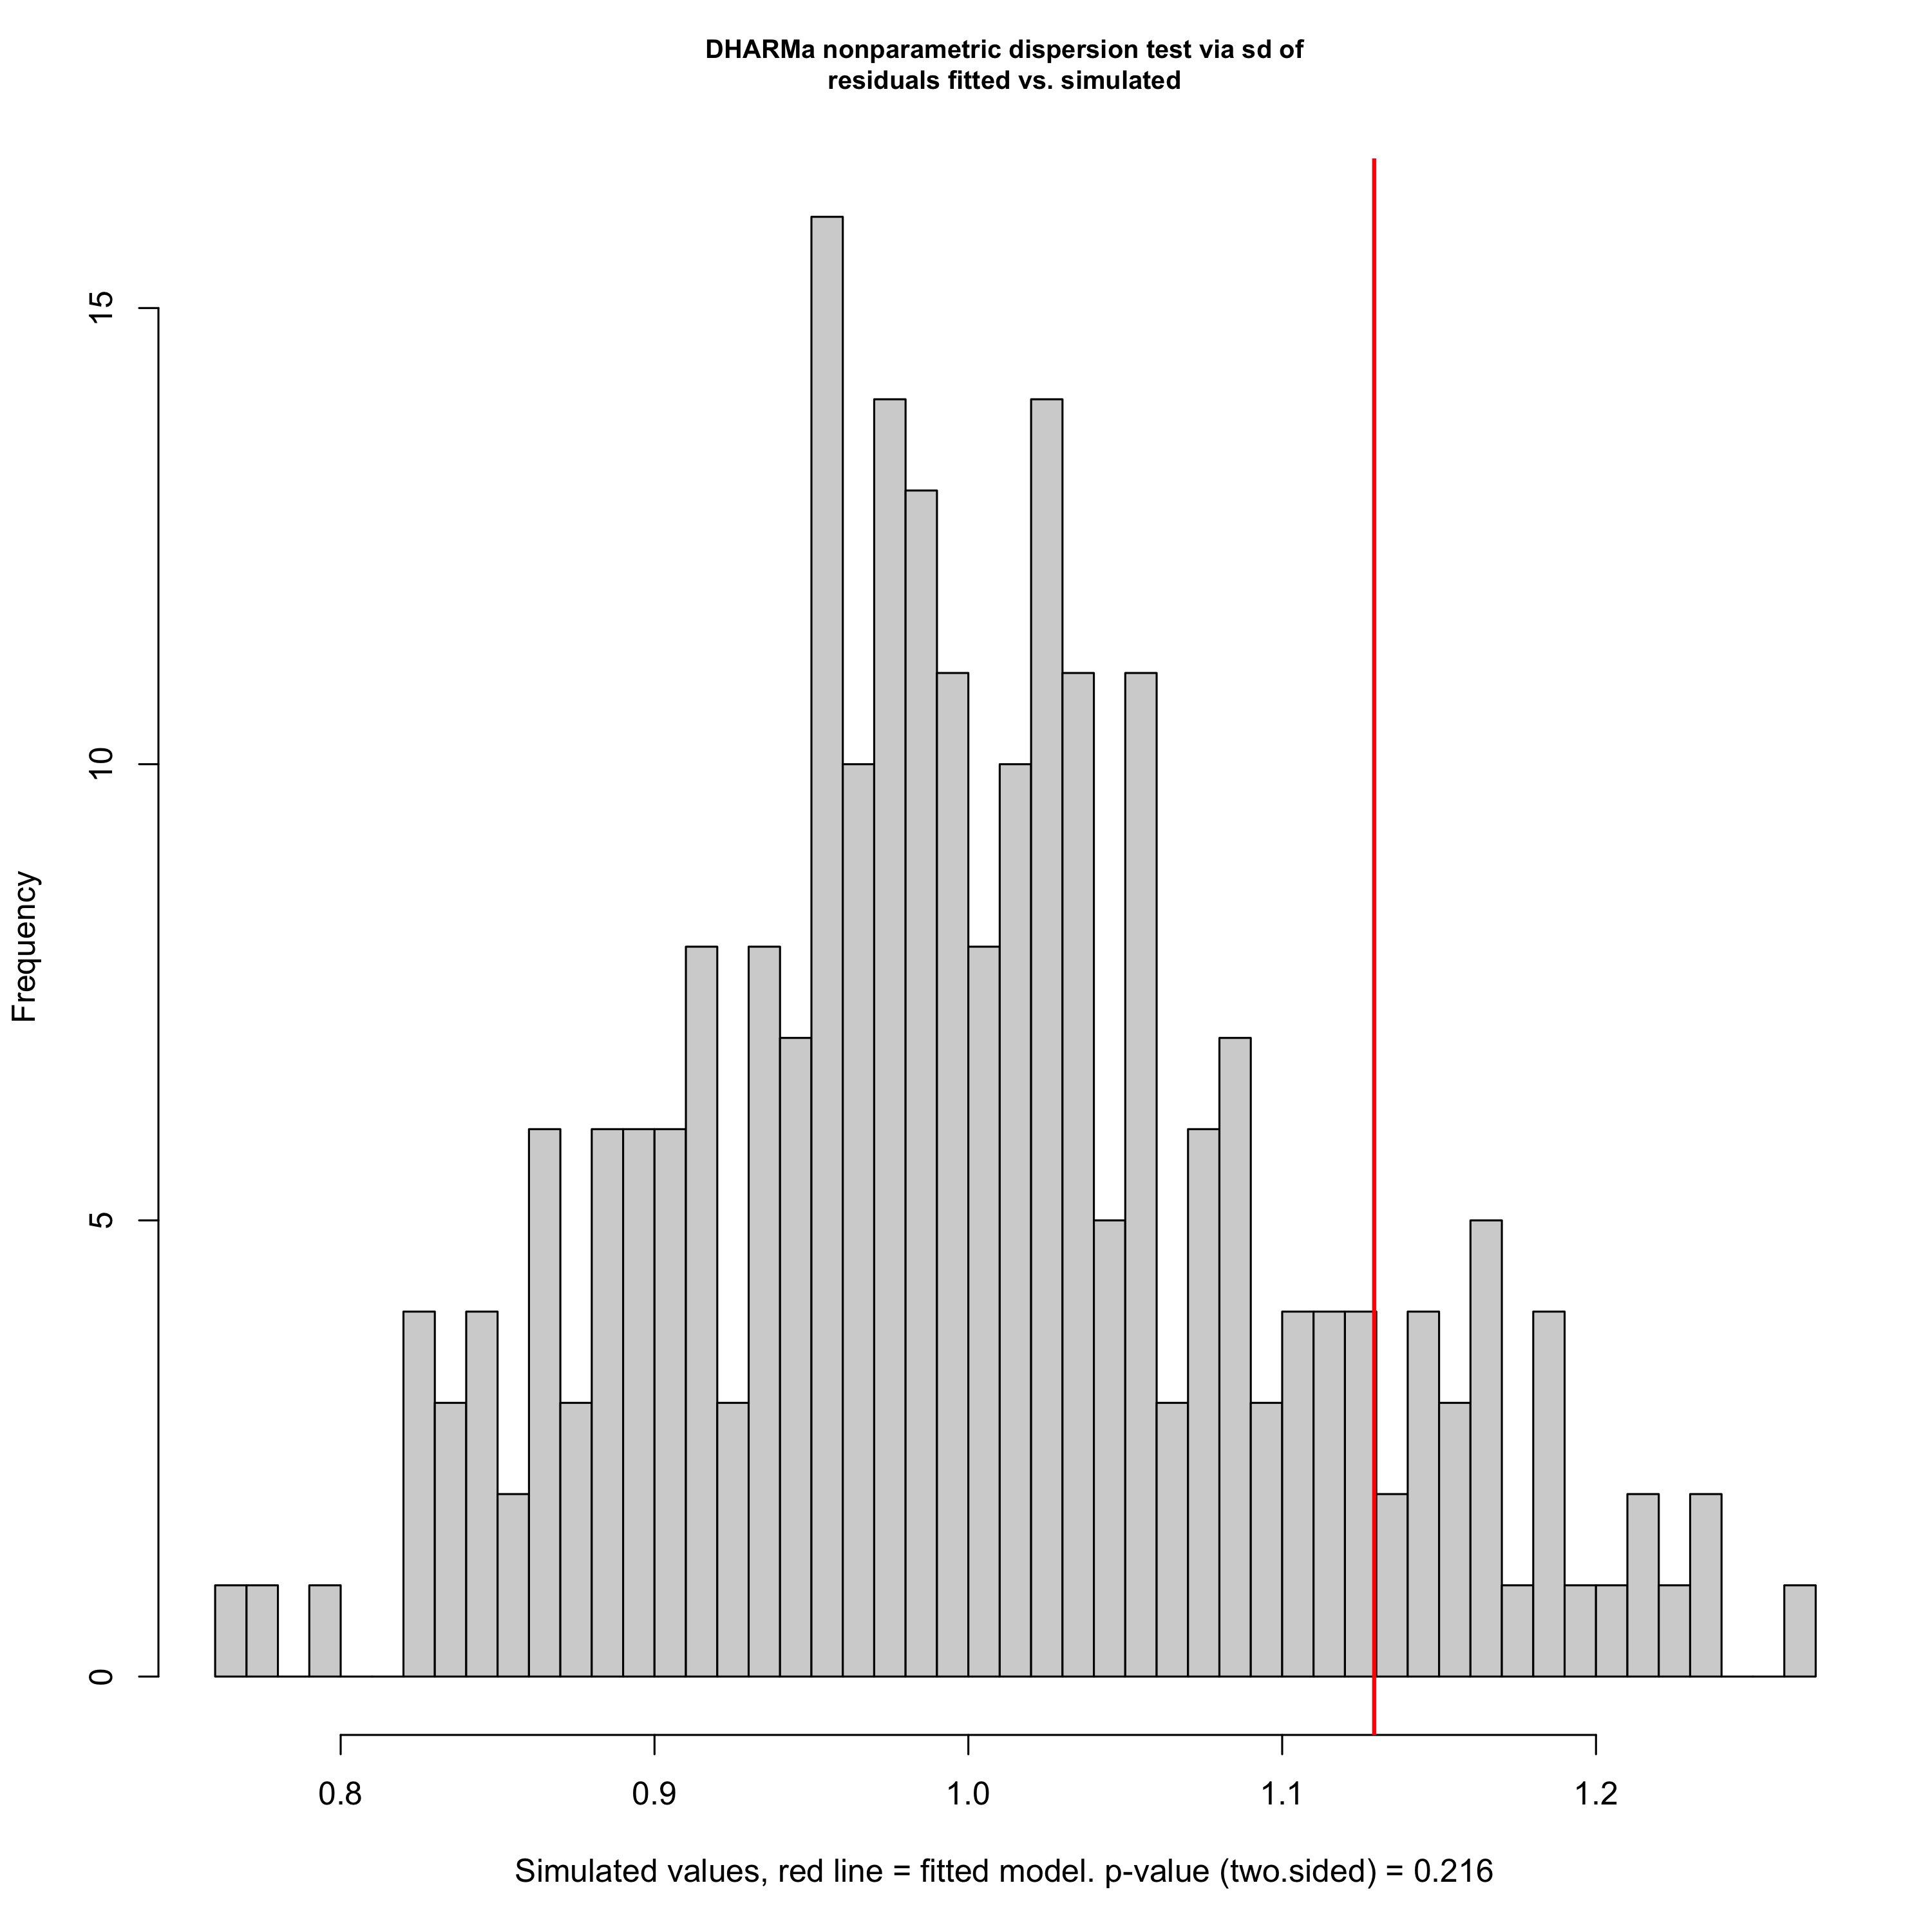 DHARMa nonparametric dispersion test via sd of
residuals fitted vs. simulated
15
10
5
0
Frequency
0.8 0.9 1.0 1.1 1.2
Simulated values, red line = fitted model. p-value (two.sided) = 0.216